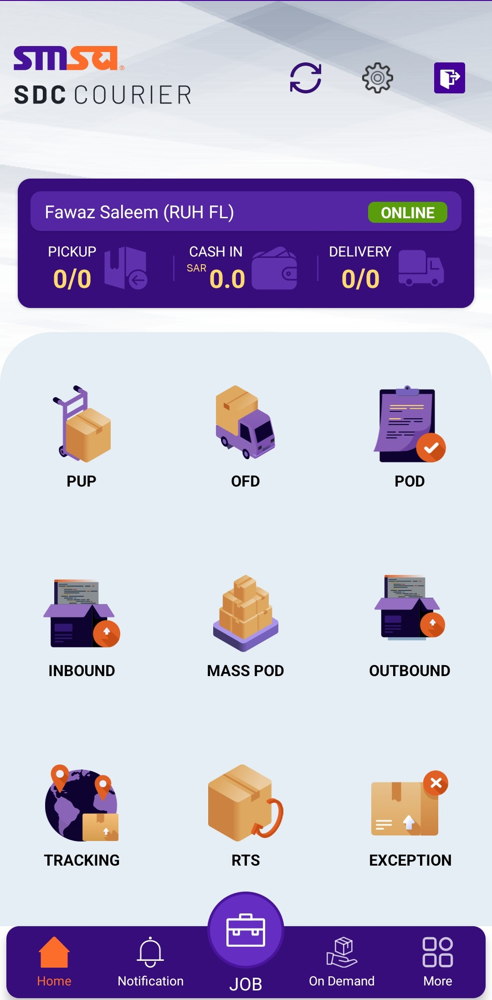 smsa®
SDC COURIER
Fawaz Saleem (RUH FL)
ONLINE
PICKUP
0/0
CASH IN
SAR 0.0
DELIVERY
0/0
PUP
OFD
POD
INBOUND
MASS POD
OUTBOUND
TRACKING
RTS
EXCEPTION
Home
Notification
JOB
On Demand
More